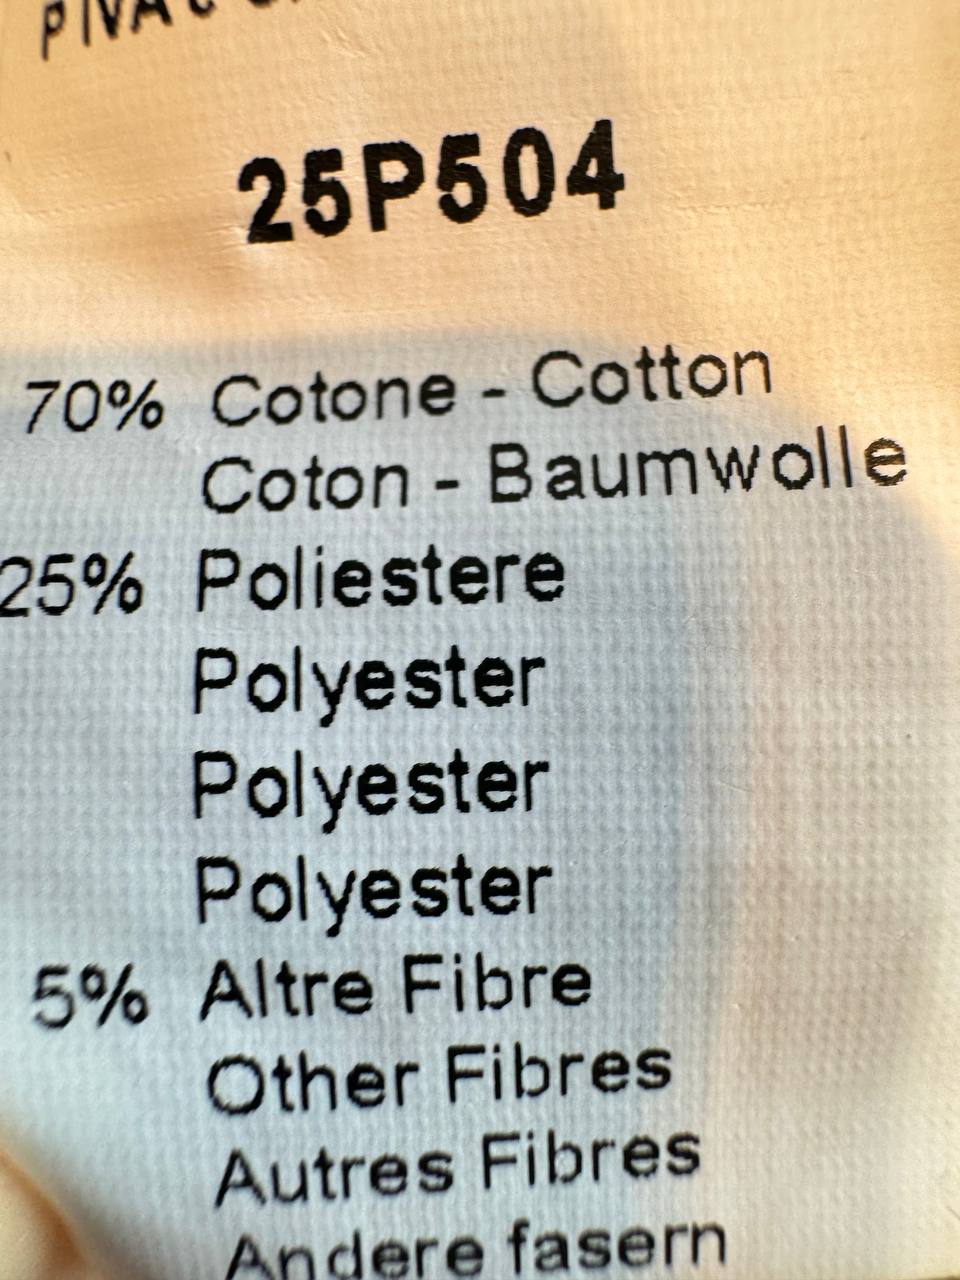 25P504
70% Cotone - Cotton
Coton - Baumwolle
25% Poliestere
Polyester
Polyester
Polyester
5% Altre Fibre
Other Fibres
Autres Fibres
Andere fasern